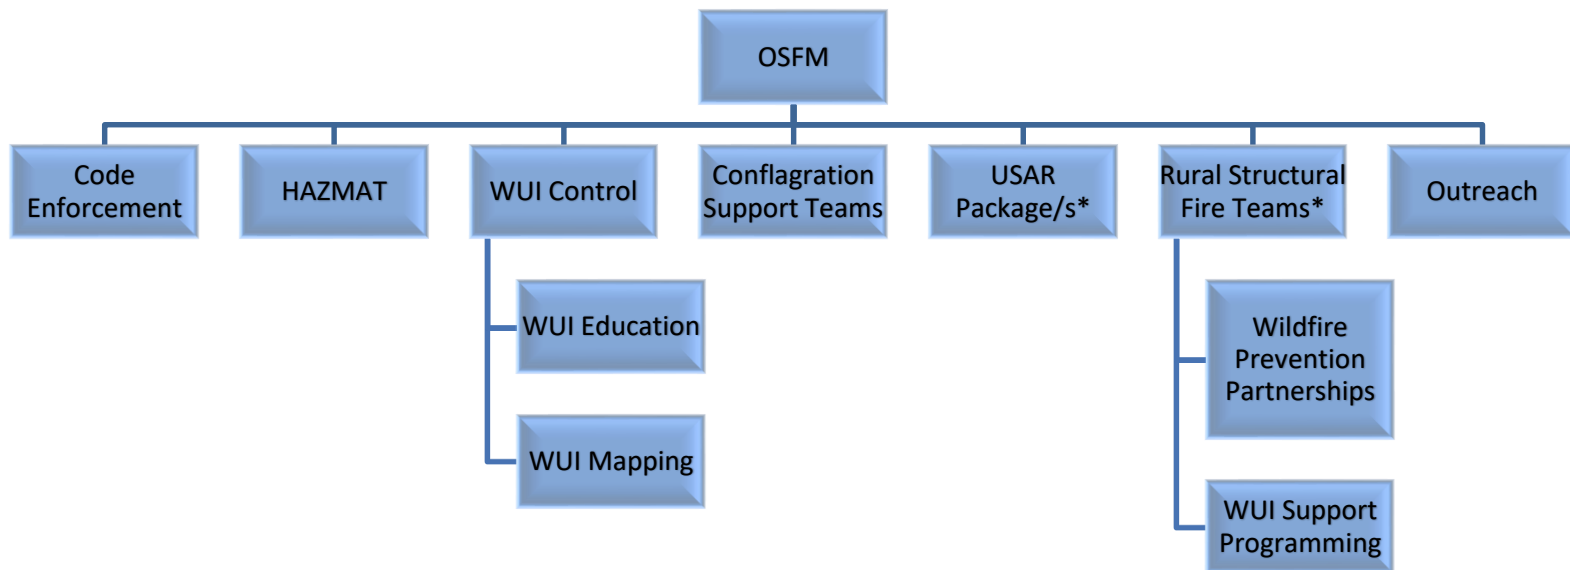 OSFM
Code
Enforcement
HAZMAT
WUI Control
Conflagration
Support Teams
USAR
Package/s*
Rural Structural
Fire Teams*
Outreach
WUI Education
WUI Mapping
Wildfire
Prevention
Partnerships
WUI Support
Programming